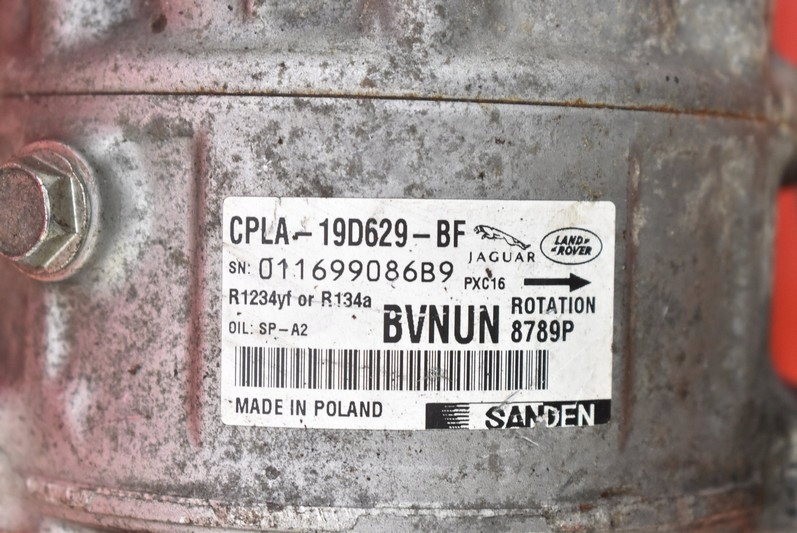 CPLA-19D629-BF
JAGUAR
LAND-
-ROVER
SN: 011699086B9
PXC16
R1234yf or R134a
ROTATION
OIL: SP-A2
BVNUN
8789P
MADE IN POLAND
SANDEN